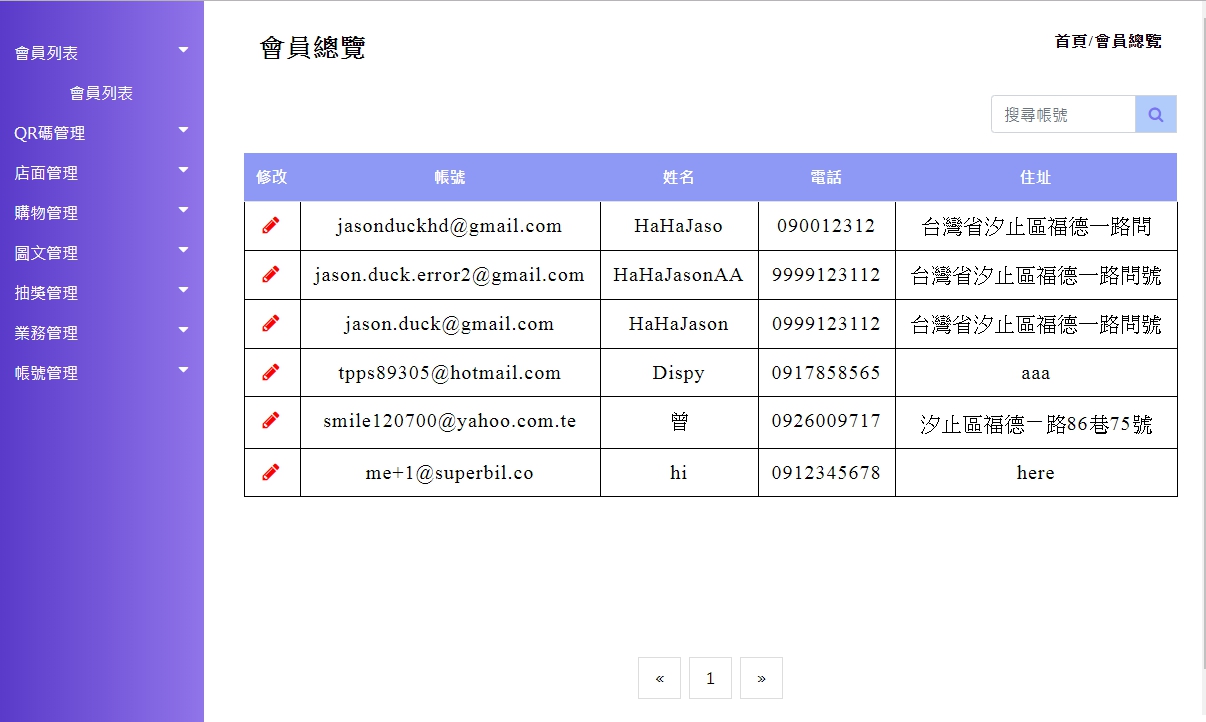 會員列表
會員列表
QR碼管理
店面管理
購物管理
圖文管理
抽獎管理
業務管理
帳號管理
會員總覽
首頁/會員總覽
搜尋帳號
修改 帳號 姓名 電話 住址
jasonduckhd@gmail.com HaHaJaso 090012312 台灣省汐止區福德一路問
jason.duck.error2@gmail.com HaHaJasonAA 9999123112 台灣省汐止區福德一路問號
jason.duck@gmail.com HaHaJason 0999123112 台灣省汐止區福德一路問號
tpps89305@hotmail.com Dispy 0917858565 aaa
smile120700@yahoo.com.te 曾 0926009717 汐止區福德一路86巷75號
me+1@superbil.co hi 0912345678 here
« 1 »